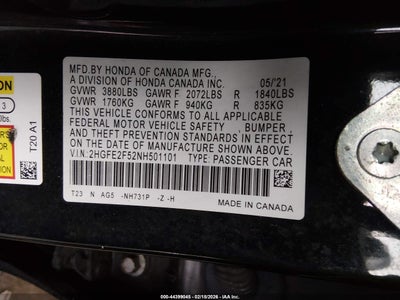 ION
3
T20 A1
MFD.BY HONDA OF CANADA MFG.,
A DIVISION OF HONDA CANADA INC. 05/'21
GVWR 3880LBS GAWR F 2072LBS R 1840LBS
GVWR 1760KG GAWR F 940KG R 835KG
THIS VEHICLE CONFORMS TO ALL APPLICABLE
FEDERAL MOTOR VEHICLE SAFETY , BUMPER ,
AND THEFT PREVENTION STANDARDS IN EFFECT
ON THE DATE OF MANUFACTURE SHOWN ABOVE.
V.I.N:2HGFE2F52NH501101 TYPE: PASSENGER CAR
T23 N AG5 -NH731P -Z -H
MADE IN CANADA
IAA 000-44399045 - 02/18/2026 - IAA Inc.